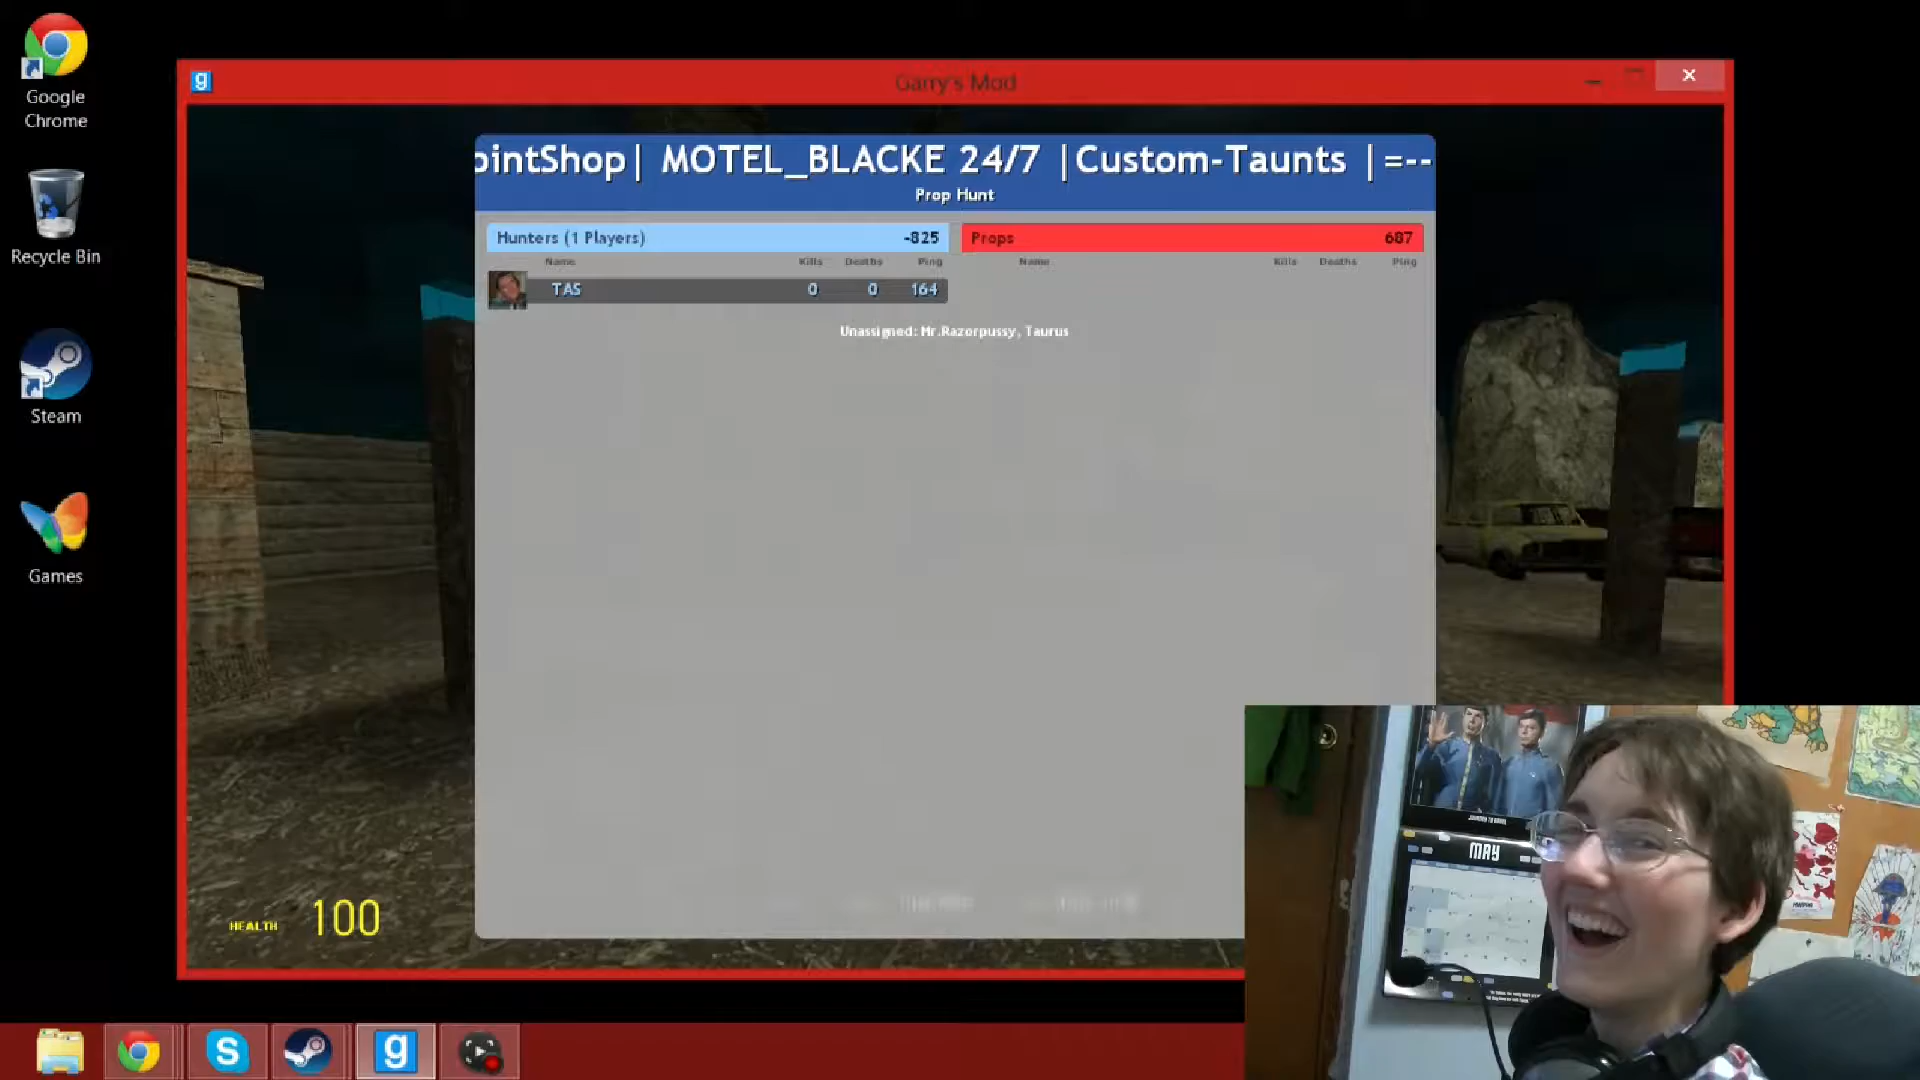 Google
Chrome
Recycle Bin
Steam
Games
g
Garry's Mod
ointShop| MOTEL_BLACKE 24/7 |Custom-Taunts |=--
Prop Hunt
Hunters (1 Players) -825
Name Kills Deaths Ping
TAS 0 0 164
Props 687
Name Kills Deaths Ping
Unassigned: Mr.Razorpussy, Taurus
HEALTH 100
MAY
S
g